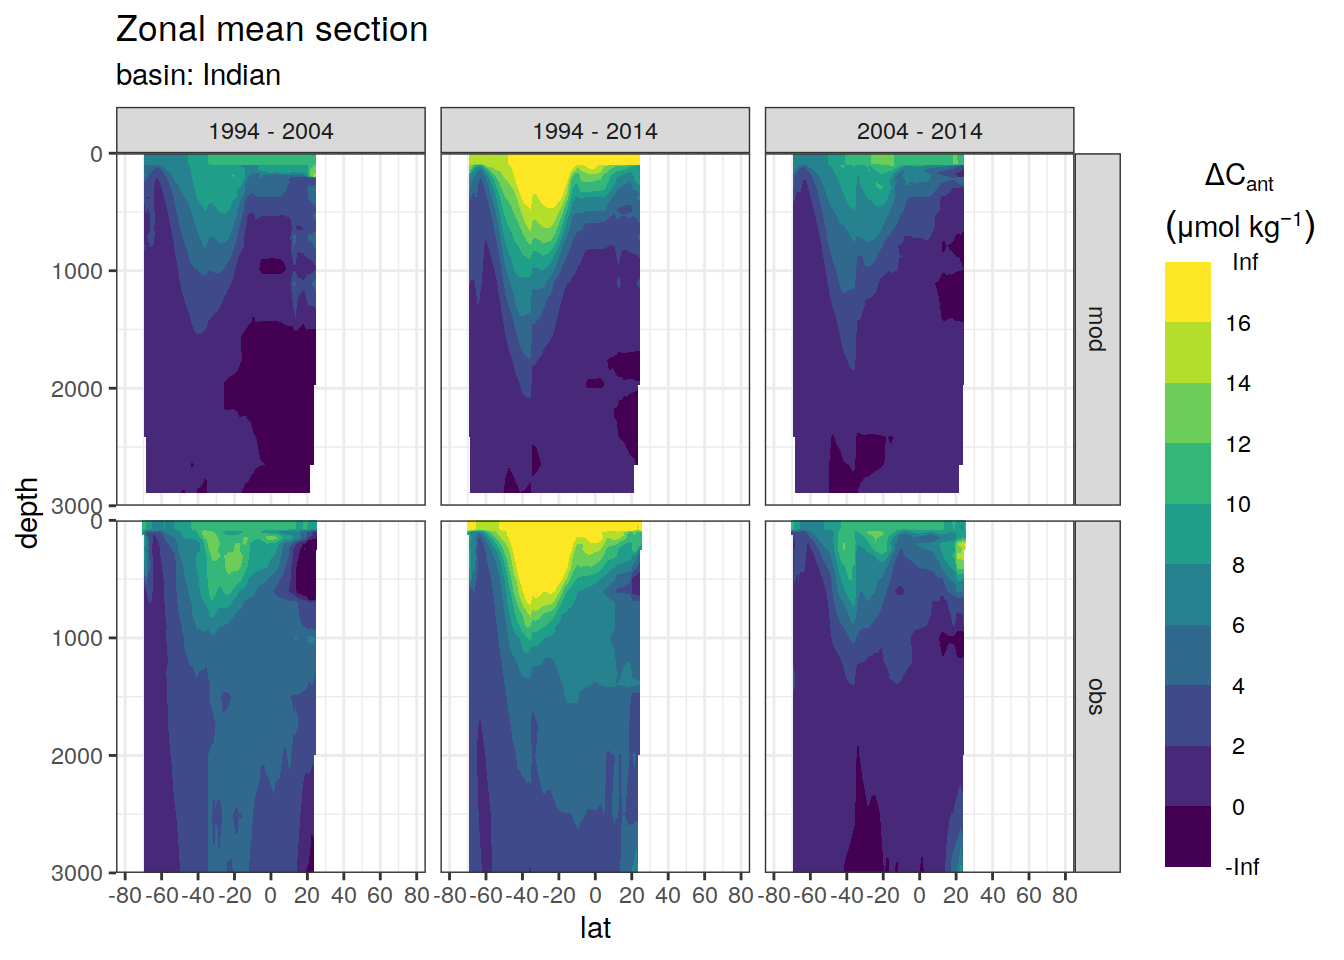 Zonal mean section
basin: Indian
1994 - 2004
1994 - 2014
2004 - 2014
0
1000
2000
3000
mod
0
1000
2000
3000
obs
depth
-80 -60 -40 -20 0 20 40 60 80
-80 -60 -40 -20 0 20 40 60 80
-80 -60 -40 -20 0 20 40 60 80
lat
ΔCant
(μmol kg⁻¹)
Inf
16
14
12
10
8
6
4
2
0
-Inf